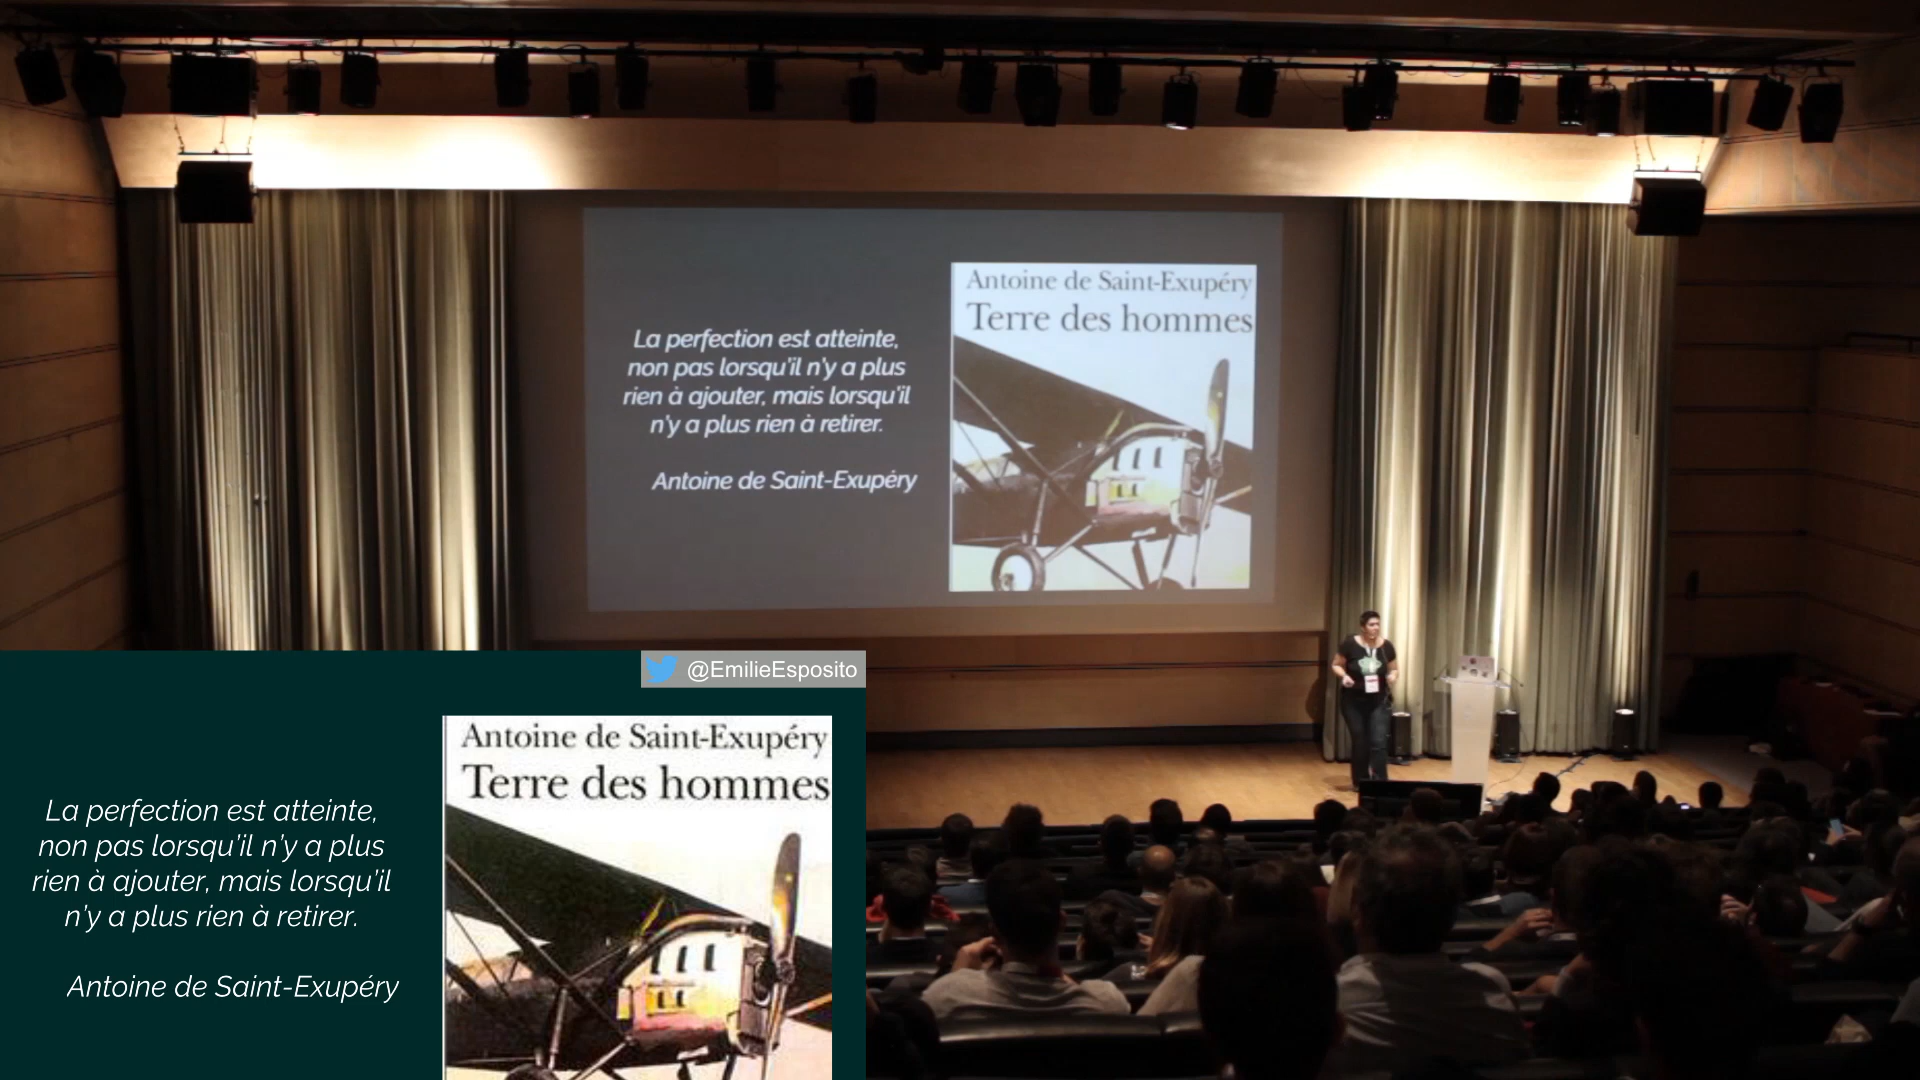 Antoine de Saint-Exupéry
Terre des hommes
La perfection est atteinte,
non pas lorsqu'il n'y a plus
rien à ajouter, mais lorsqu'il
n'y a plus rien à retirer.
Antoine de Saint-Exupéry
@EmilieEsposito
Antoine de Saint-Exupéry
Terre des hommes
La perfection est atteinte,
non pas lorsqu'il n'y a plus
rien à ajouter, mais lorsqu'il
n'y a plus rien à retirer.
Antoine de Saint-Exupéry